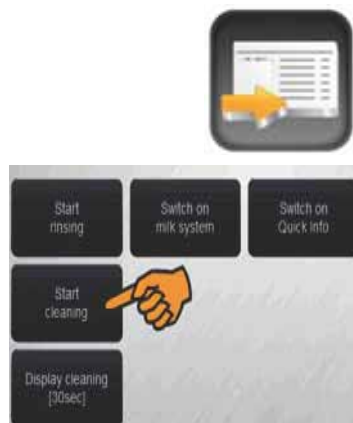 Start
rinsing
Switch on
milk system
Switch on
Quick Info
Start
cleaning
Display cleaning
[30sec]